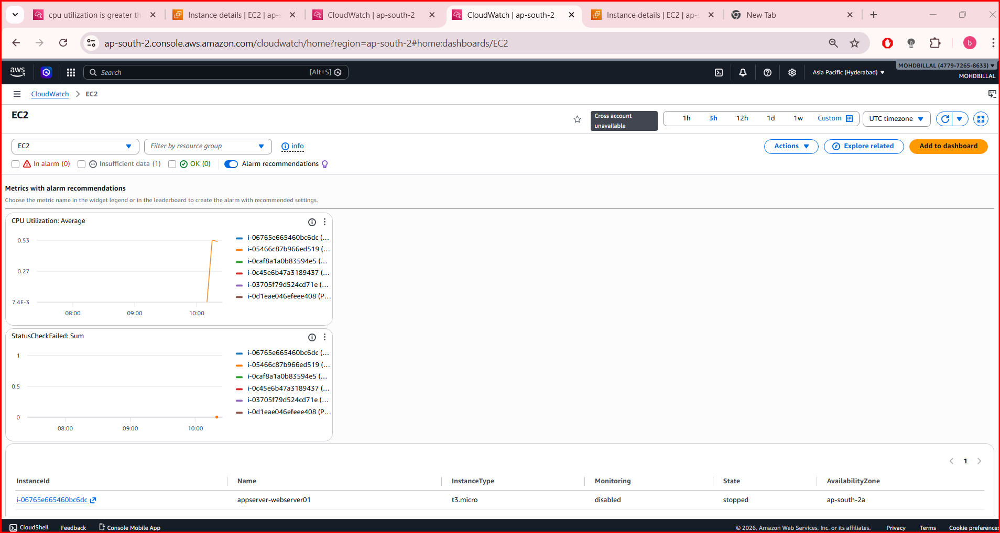 cpu utilization is greater th
Instance details | EC2 | ap-s
CloudWatch | ap-south-2
CloudWatch | ap-south-2
Instance details | EC2 | ap-s
New Tab
ap-south-2.console.aws.amazon.com/cloudwatch/home?region=ap-south-2#home:dashboards/EC2
b
aws
Search
[Alt+S]
Asia Pacific (Hyderabad)
MOHDBILLAL (4779-7265-8633)
MOHDBILLAL
CloudWatch > EC2
EC2
Cross account
unavailable
1h 3h 12h 1d 1w Custom
UTC timezone
EC2
Filter by resource group
info
Actions
Explore related
Add to dashboard
In alarm (0)
Insufficient data (1)
OK (0)
Alarm recommendations
Metrics with alarm recommendations
Choose the metric name in the widget legend or in the leaderboard to create the alarm with recommended settings.
CPU Utilization: Average
0.53
0.27
7.4E-3
08:00 09:00 10:00
i-06765e665460bc6dc (...
i-05466c87b966ed519 (...
i-0caf8a1a0b83594e5 (...
i-0c45e6b47a3189437 (...
i-03705f79d524cd71e (...
i-0d1eae046efeee408 (P...
StatusCheckFailed: Sum
1
0.5
0
08:00 09:00 10:00
i-06765e665460bc6dc (...
i-05466c87b966ed519 (...
i-0caf8a1a0b83594e5 (...
i-0c45e6b47a3189437 (...
i-03705f79d524cd71e (...
i-0d1eae046efeee408 (P...
1
InstanceId Name InstanceType Monitoring State AvailabilityZone
i-06765e665460bc6dc appserver-webserver01 t3.micro disabled stopped ap-south-2a
CloudShell Feedback Console Mobile App
© 2026, Amazon Web Services, Inc. or its affiliates. Privacy Terms Cookie preferences